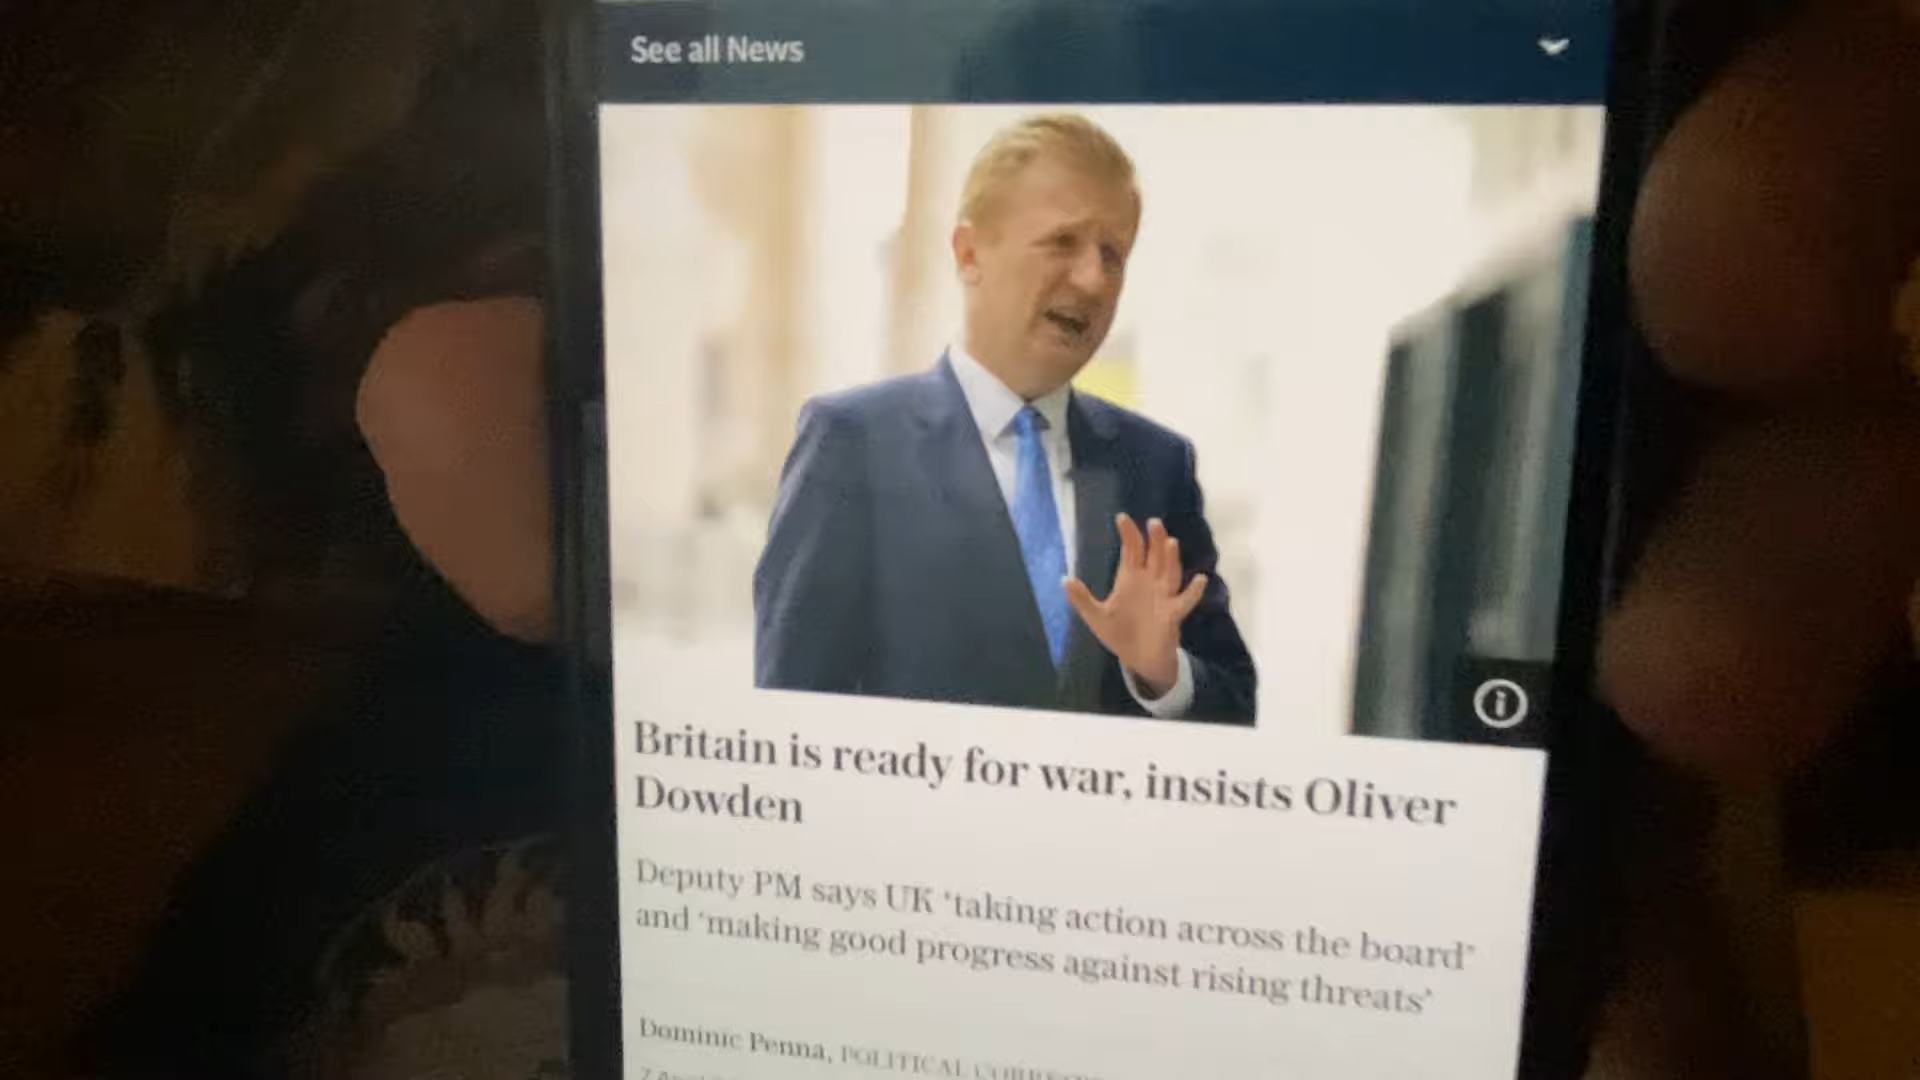 See all News
Britain is ready for war, insists Oliver
Dowden
Deputy PM says UK ‘taking action across the board’
and ‘making good progress against rising threats’
Dominic Penna, POLITICAL